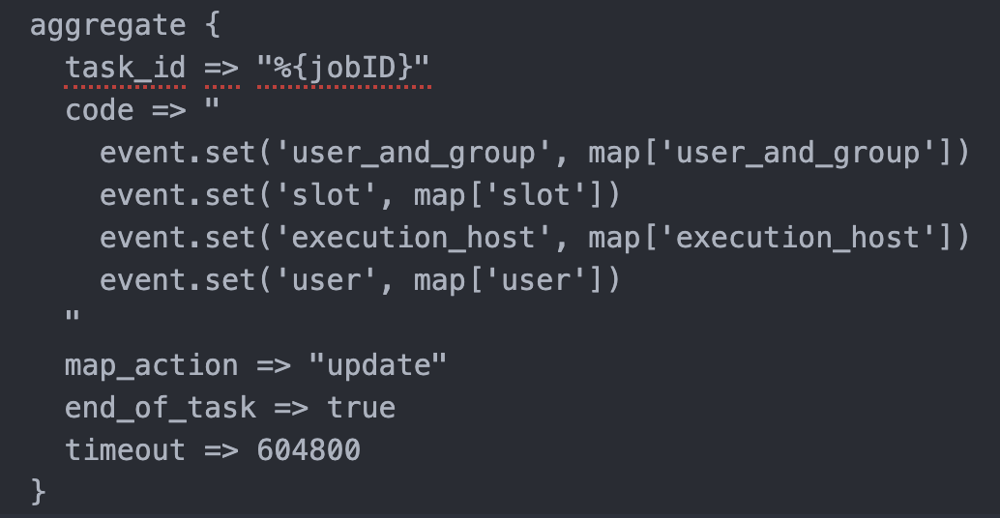 aggregate {
  task_id => "%{jobID}"
  code => "
    event.set('user_and_group', map['user_and_group'])
    event.set('slot', map['slot'])
    event.set('execution_host', map['execution_host'])
    event.set('user', map['user'])
  "
  map_action => "update"
  end_of_task => true
  timeout => 604800
}